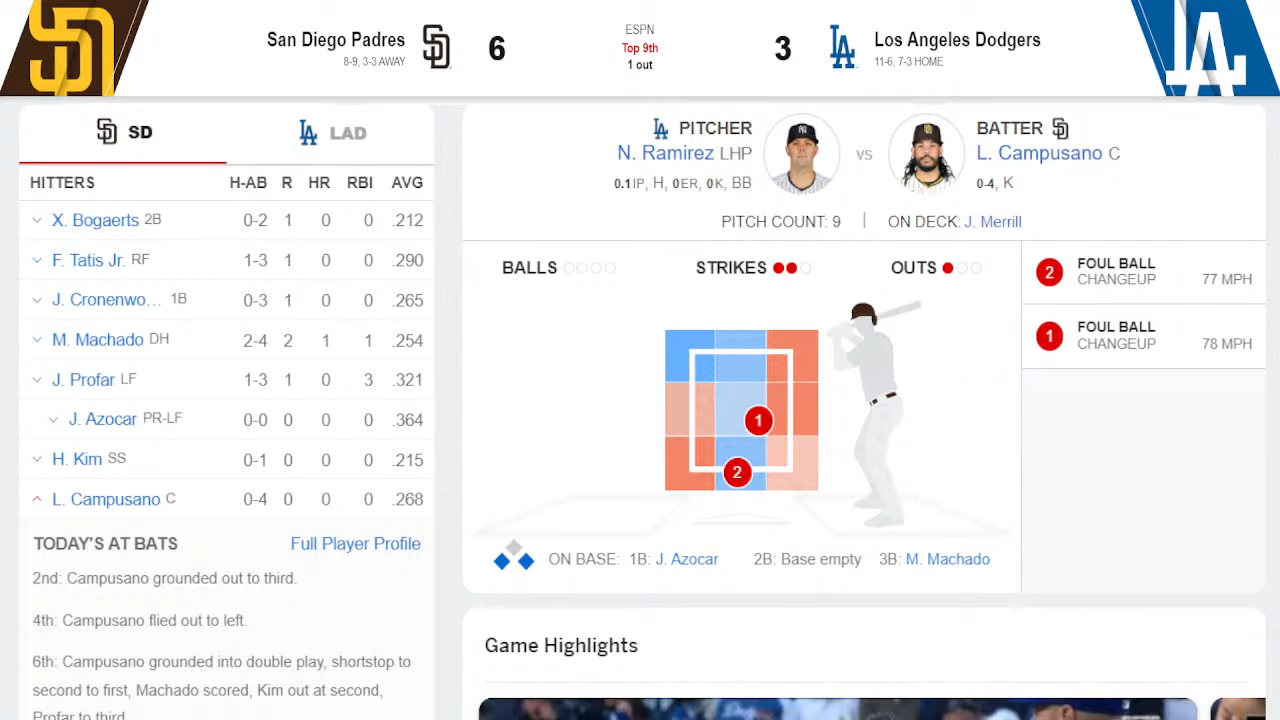 San Diego Padres
8-9, 3-3 AWAY
6
ESPN
Top 9th
1 out
3
Los Angeles Dodgers
11-6, 7-3 HOME
SD
LAD
HITTERS H-AB R HR RBI AVG
X. Bogaerts 2B 0-2 1 0 0 .212
F. Tatis Jr. RF 1-3 1 0 0 .290
J. Cronenwo... 1B 0-3 1 0 0 .265
M. Machado DH 2-4 2 1 1 .254
J. Profar LF 1-3 1 0 3 .321
J. Azocar PR-LF 0-0 0 0 0 .364
H. Kim SS 0-1 0 0 0 .215
L. Campusano C 0-4 0 0 0 .268
TODAY'S AT BATS Full Player Profile
2nd: Campusano grounded out to third.
4th: Campusano flied out to left.
6th: Campusano grounded into double play, shortstop to
second to first, Machado scored, Kim out at second,
Profar to third.
PITCHER
N. Ramirez LHP
0.1IP, H, 0ER, 0K, BB
VS
BATTER
L. Campusano C
0-4, K
PITCH COUNT: 9 | ON DECK: J. Merrill
BALLS STRIKES OUTS
1
2
2 FOUL BALL
CHANGEUP 77 MPH
1 FOUL BALL
CHANGEUP 78 MPH
ON BASE: 1B: J. Azocar 2B: Base empty 3B: M. Machado
Game Highlights